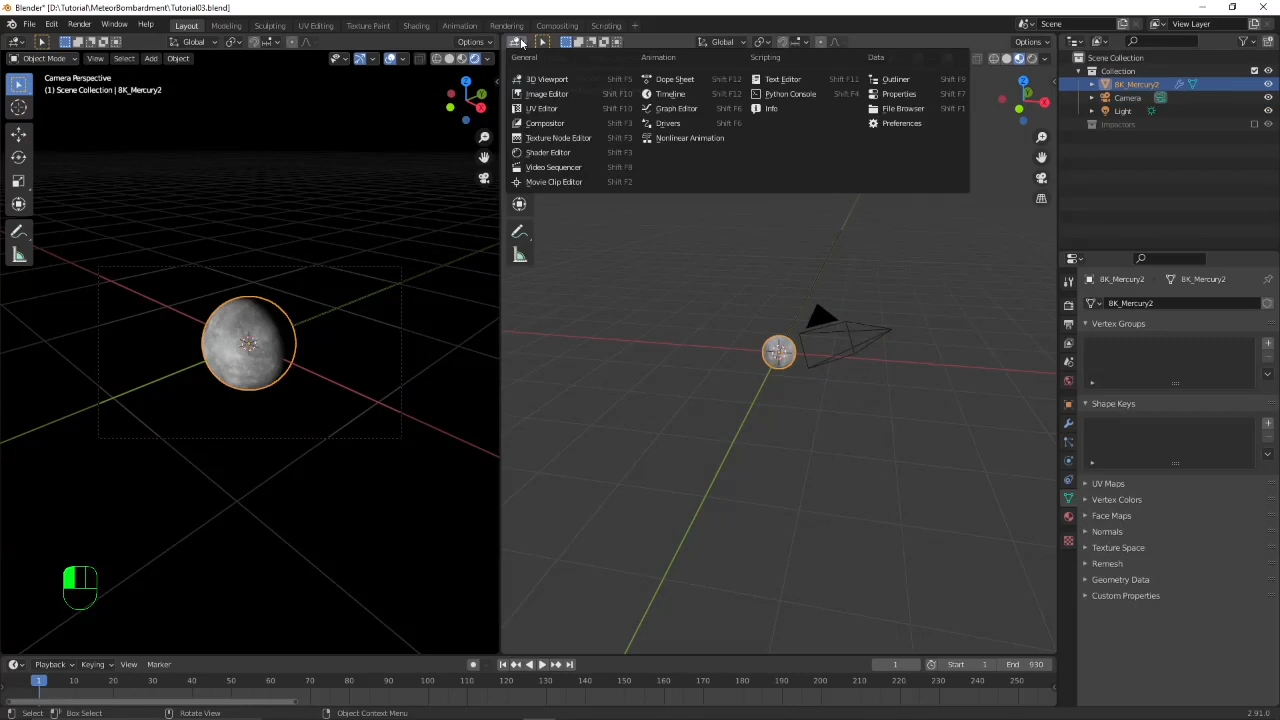 Blender* [D:\Tutorial\MeteorBombardment\Tutorial03.blend]
File Edit Render Window Help Layout Modeling Sculpting UV Editing Texture Paint Shading Animation Rendering Compositing Scripting + Scene View Layer
Global Options Global Options
Object Mode View Select Add Object
Camera Perspective
(1) Scene Collection | 8K_Mercury2
General Animation Scripting Data
3D Viewport Shift F5 Dope Sheet Shift F12 Text Editor Shift F11 Outliner Shift F9
Image Editor Shift F10 Timeline Shift F12 Python Console Shift F4 Properties Shift F7
UV Editor Shift F10 Graph Editor Shift F6 Info File Browser Shift F1
Compositor Shift F3 Drivers Shift F6 Preferences
Texture Node Editor Shift F3 Nonlinear Animation
Shader Editor Shift F3
Video Sequencer Shift F8
Movie Clip Editor Shift F2
X
Y
Z
X
Y
Z
Scene Collection
Collection
8K_Mercury2
Camera
Light
Impactors
8K_Mercury2 8K_Mercury2
8K_Mercury2
Vertex Groups
Shape Keys
UV Maps
Vertex Colors
Face Maps
Normals
Texture Space
Remesh
Geometry Data
Custom Properties
Playback Keying View Marker 1 Start 1 End 930
1 10 20 30 40 50 60 70 80 90 100 110 120 130 140 150 160 170 180 190 200 210 220 230 240 250
Select Box Select Rotate View Object Context Menu 2.91.0